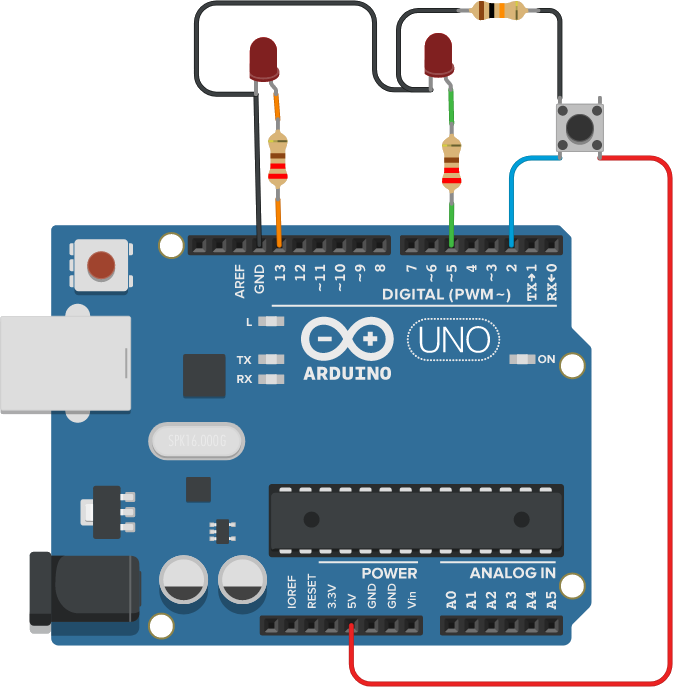 AREF
GND
13
12
~11
~10
~9
8
7
~6
~5
4
~3
2
TX→1
RX←0
DIGITAL (PWM~)
L
TX
RX
- +
UNO
ARDUINO
ON
SPK16.000G
POWER
ANALOG IN
IOREF
RESET
3.3V
5V
GND
GND
Vin
A0
A1
A2
A3
A4
A5